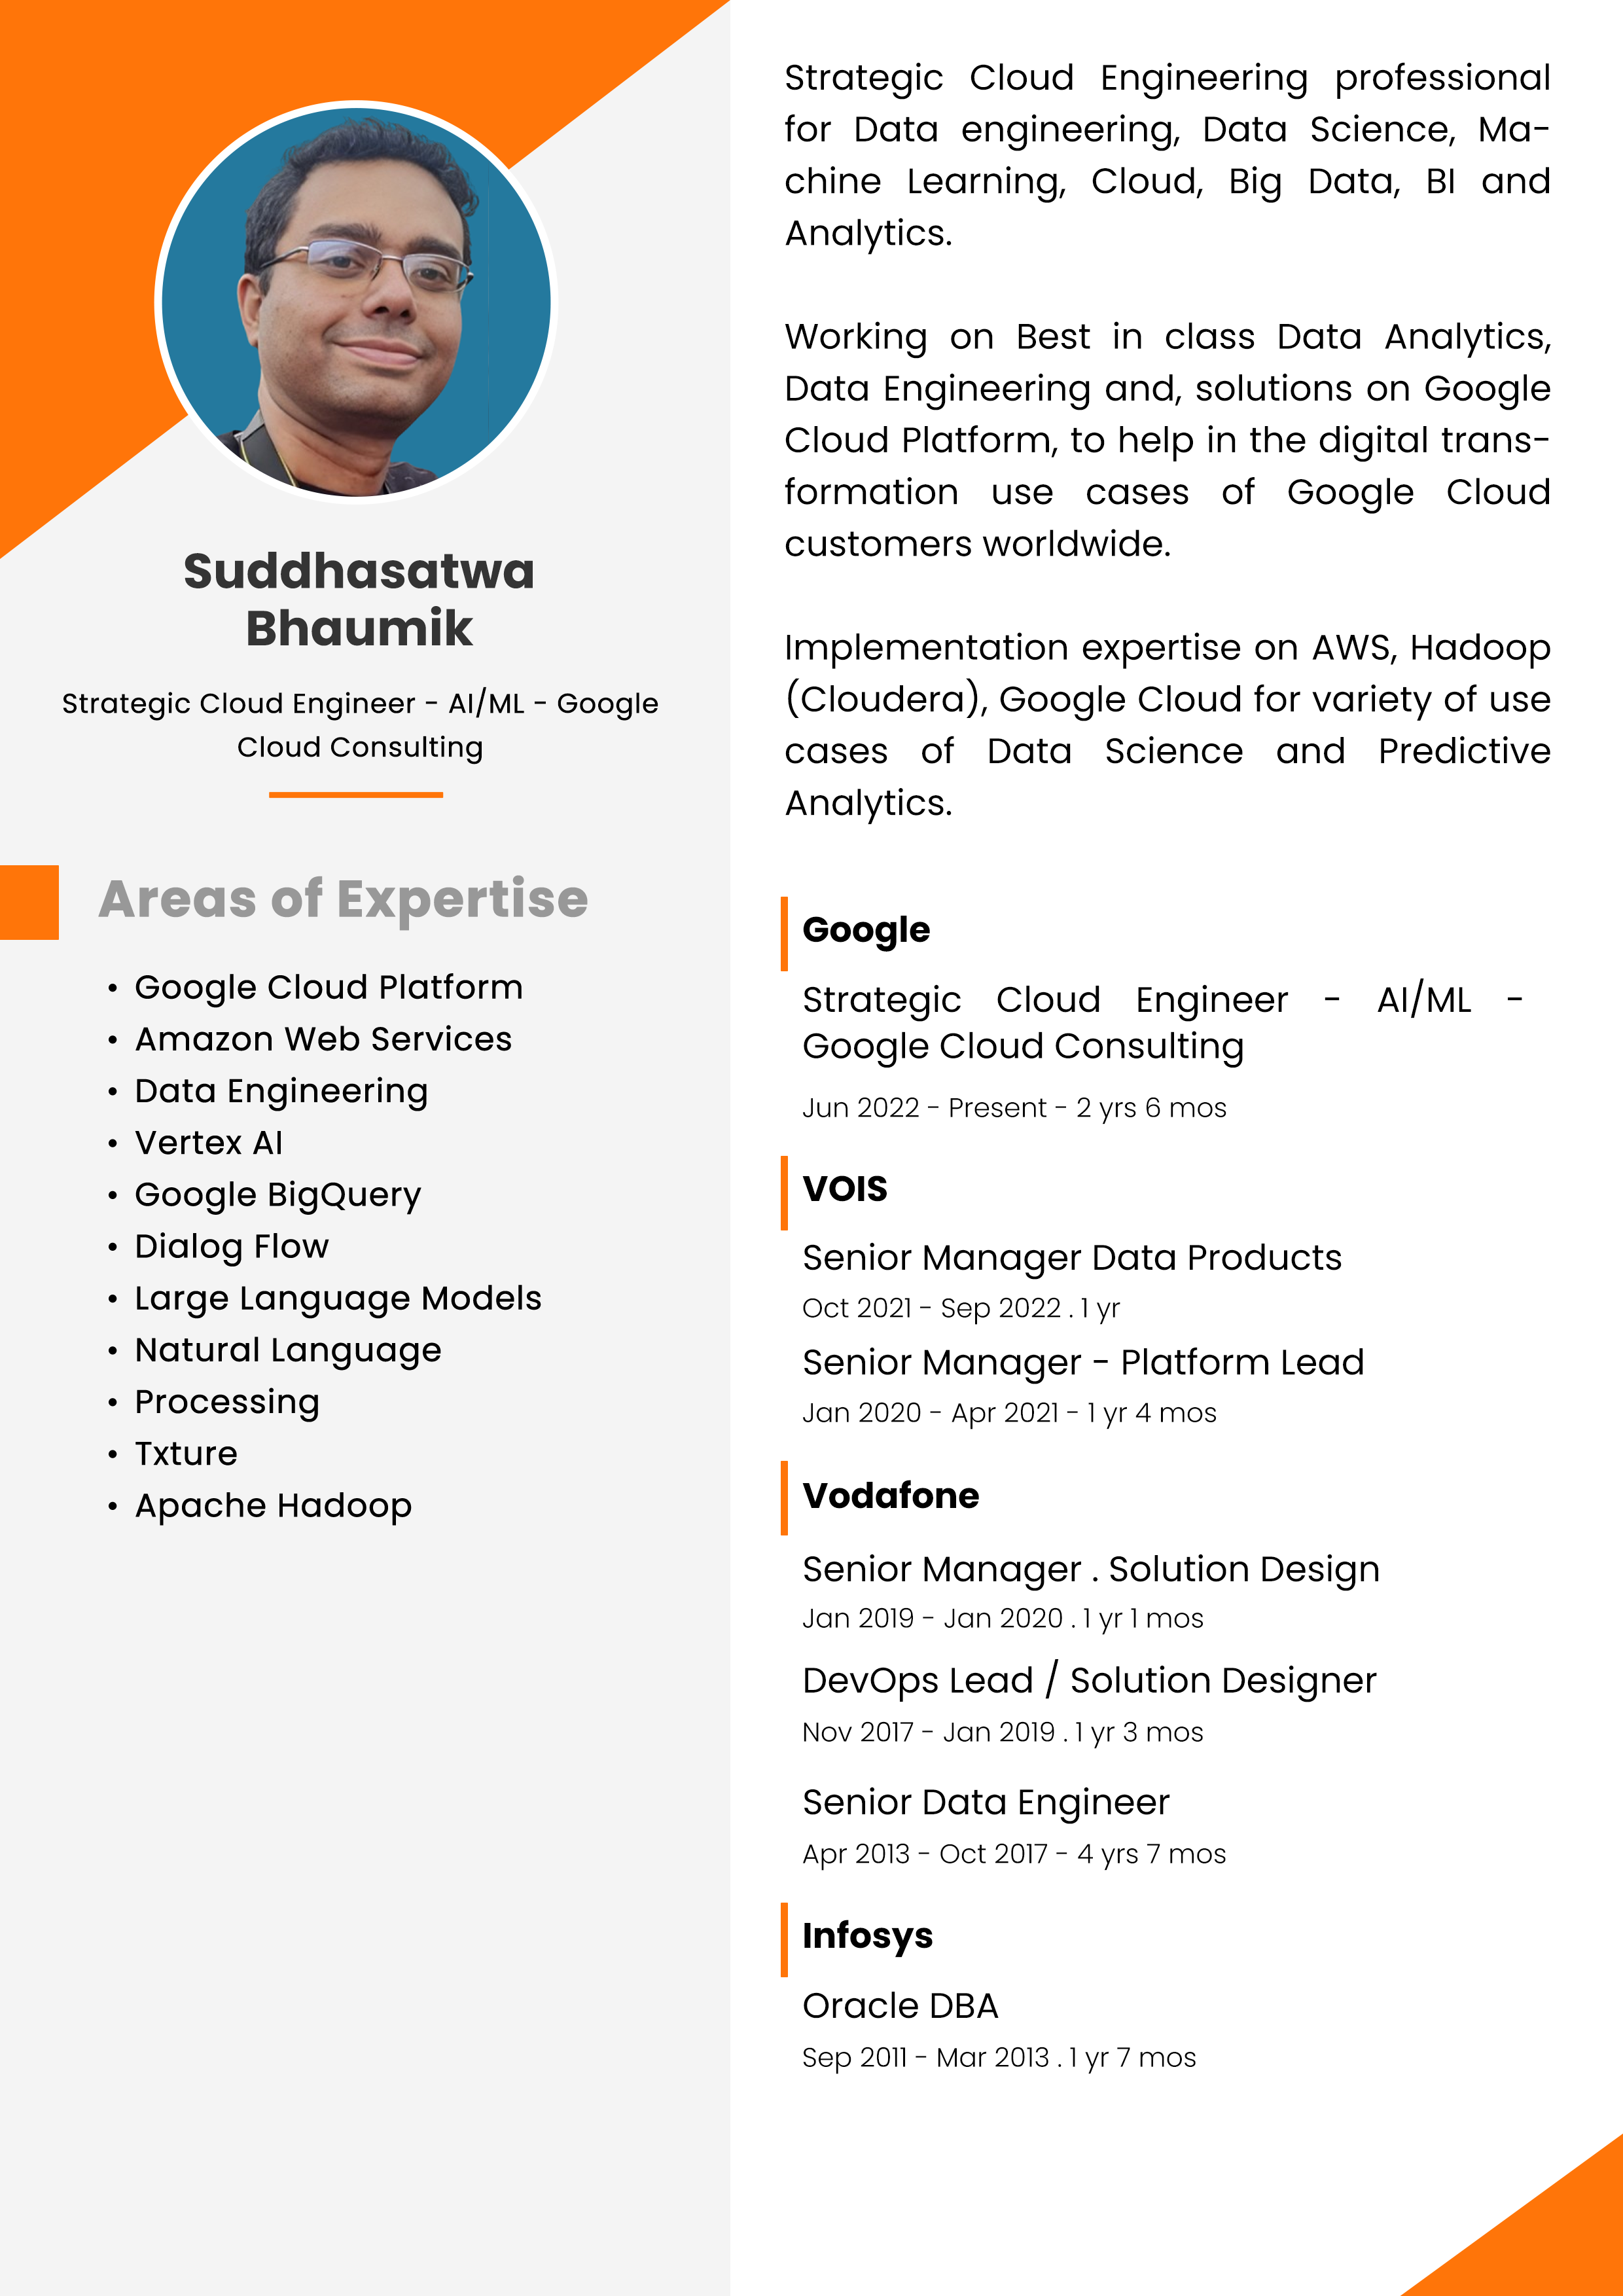 Suddhasatwa
Bhaumik
Strategic Cloud Engineer - AI/ML - Google
Cloud Consulting
Areas of Expertise
• Google Cloud Platform
• Amazon Web Services
• Data Engineering
• Vertex AI
• Google BigQuery
• Dialog Flow
• Large Language Models
• Natural Language
• Processing
• Txture
• Apache Hadoop
Strategic Cloud Engineering professional
for Data engineering, Data Science, Ma-
chine Learning, Cloud, Big Data, BI and
Analytics.
Working on Best in class Data Analytics,
Data Engineering and, solutions on Google
Cloud Platform, to help in the digital trans-
formation use cases of Google Cloud
customers worldwide.
Implementation expertise on AWS, Hadoop
(Cloudera), Google Cloud for variety of use
cases of Data Science and Predictive
Analytics.
Google
Strategic Cloud Engineer - AI/ML -
Google Cloud Consulting
Jun 2022 - Present - 2 yrs 6 mos
VOIS
Senior Manager Data Products
Oct 2021 - Sep 2022 . 1 yr
Senior Manager - Platform Lead
Jan 2020 - Apr 2021 - 1 yr 4 mos
Vodafone
Senior Manager . Solution Design
Jan 2019 - Jan 2020 . 1 yr 1 mos
DevOps Lead / Solution Designer
Nov 2017 - Jan 2019 . 1 yr 3 mos
Senior Data Engineer
Apr 2013 - Oct 2017 - 4 yrs 7 mos
Infosys
Oracle DBA
Sep 2011 - Mar 2013 . 1 yr 7 mos